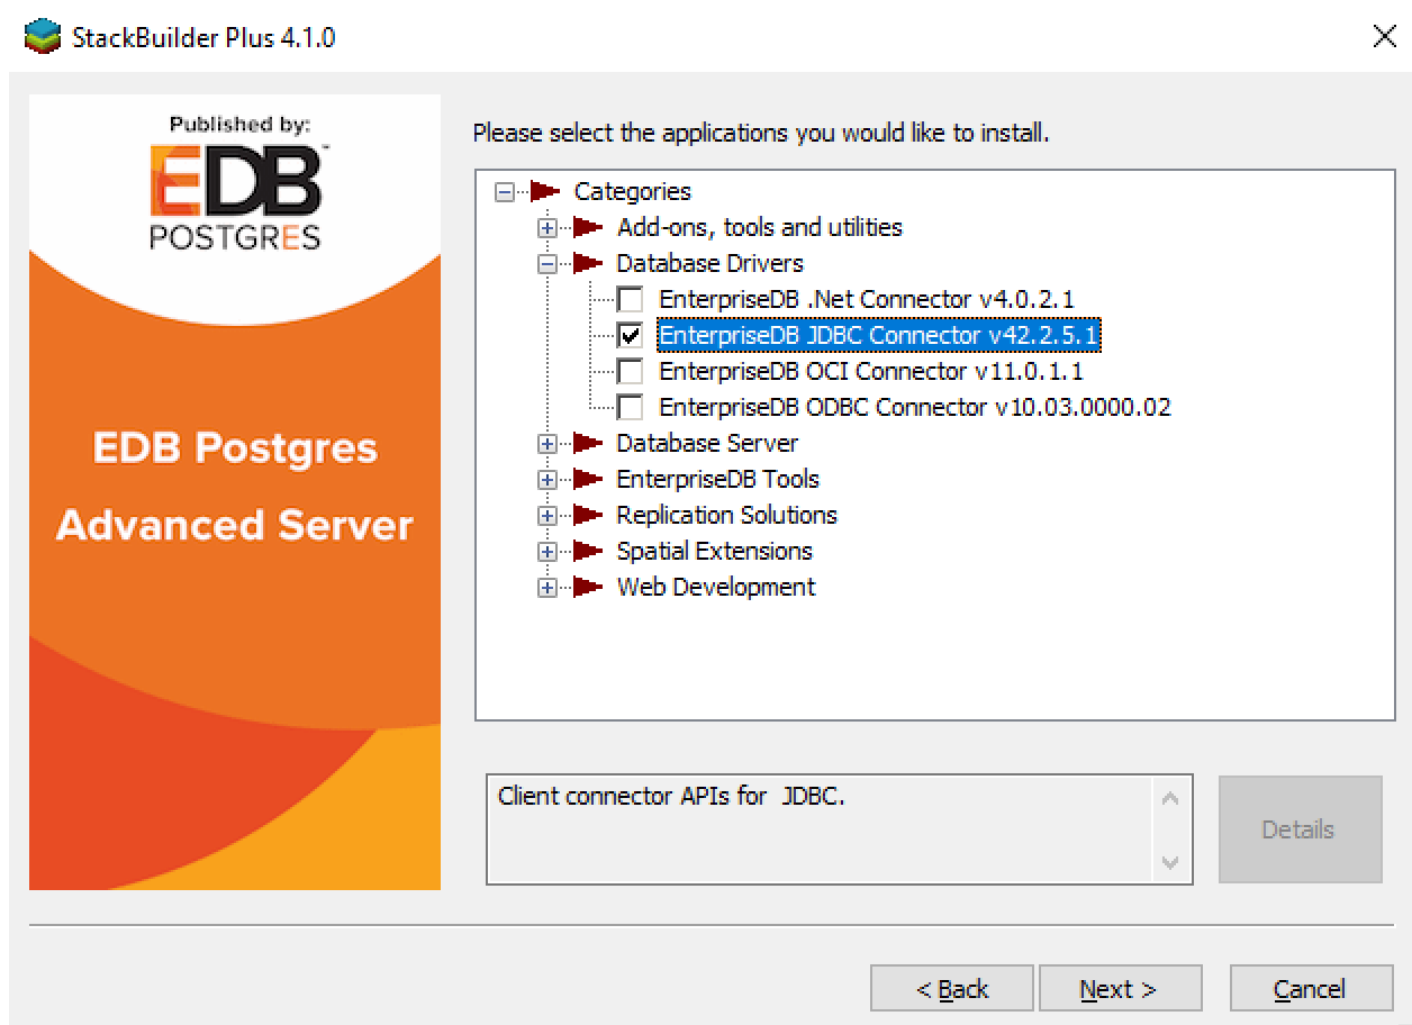 StackBuilder Plus 4.1.0
Published by:
EDB™
POSTGRES
EDB Postgres
Advanced Server
Please select the applications you would like to install.
Categories
Add-ons, tools and utilities
Database Drivers
EnterpriseDB .Net Connector v4.0.2.1
EnterpriseDB JDBC Connector v42.2.5.1
EnterpriseDB OCI Connector v11.0.1.1
EnterpriseDB ODBC Connector v10.03.0000.02
Database Server
EnterpriseDB Tools
Replication Solutions
Spatial Extensions
Web Development
Client connector APIs for  JDBC.
Details
< Back
Next >
Cancel